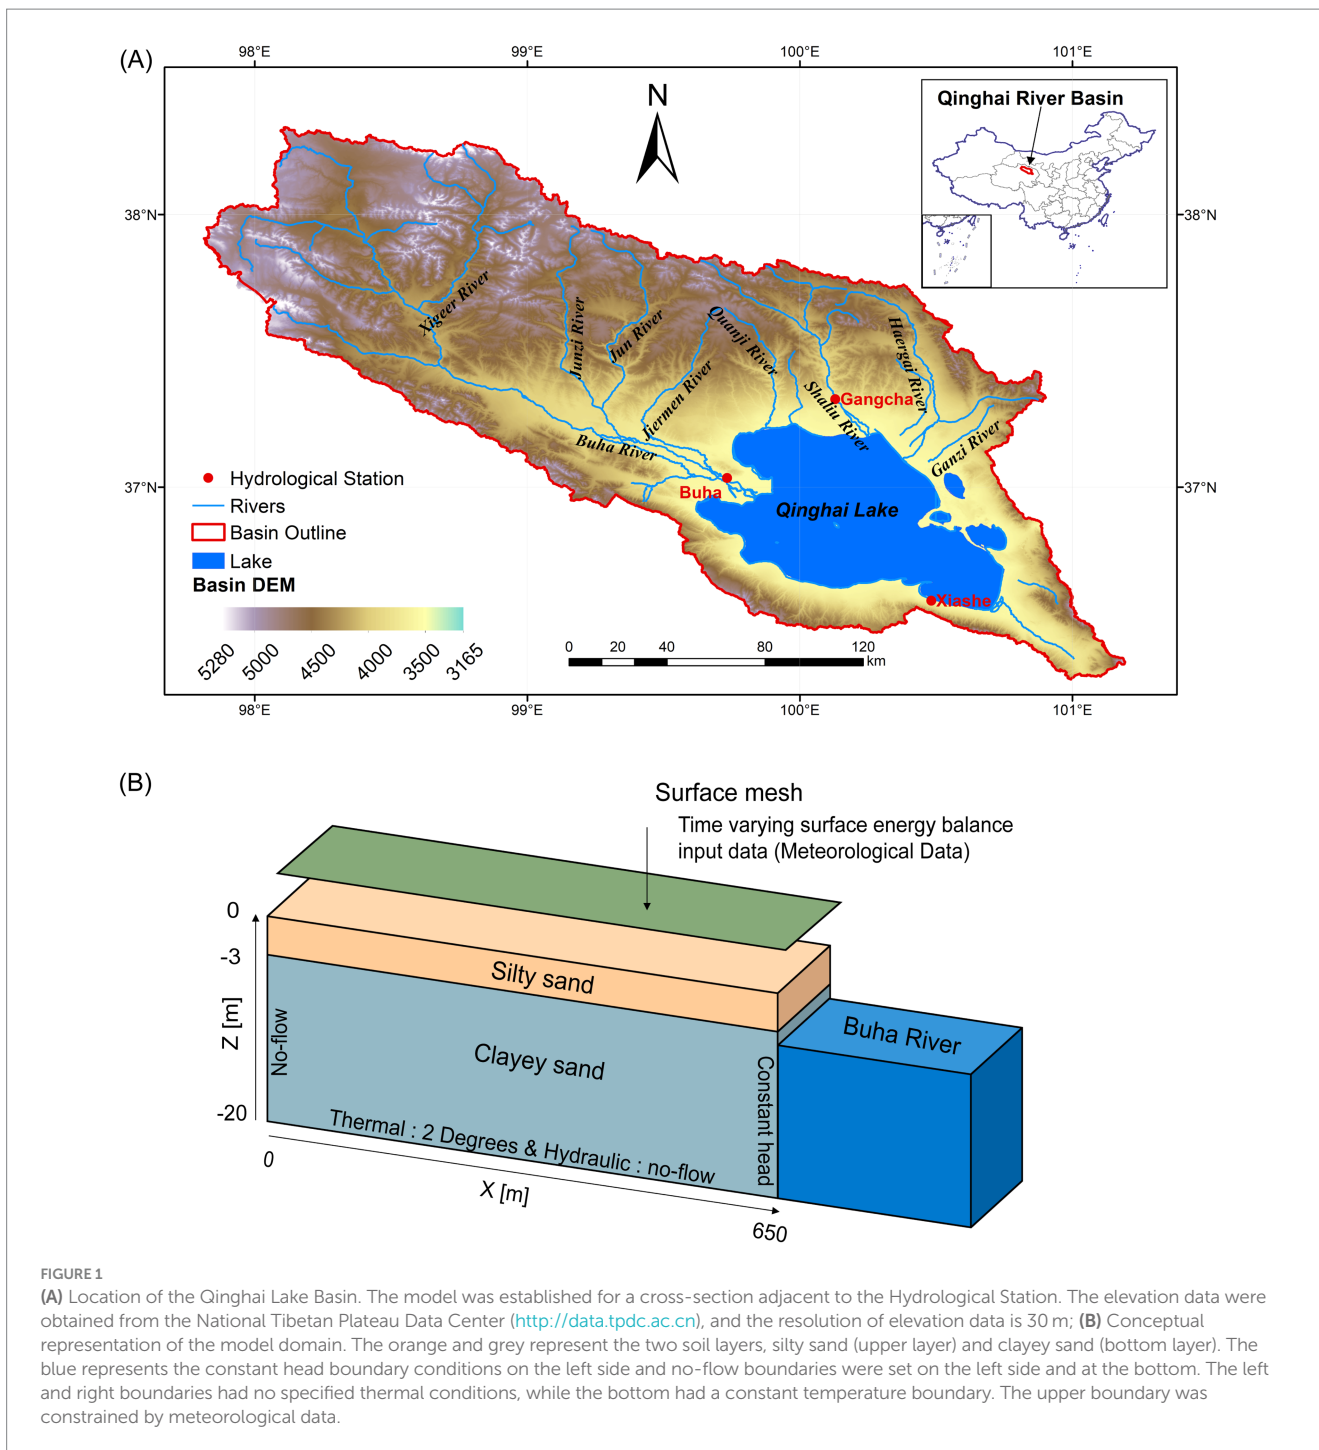 (A)
98°E
99°E
100°E
101°E
N
Qinghai River Basin
38°N
38°N
Xigeer River
Junzi River
Jun River
Jiermen River
Quanji River
Haergai River
Shaliu River
Gangcha
Ganzi River
Buha River
Buha
Qinghai Lake
Xiashe
37°N
37°N
Hydrological Station
Rivers
Basin Outline
Lake
Basin DEM
5280
5000
4500
4000
3500
3165
0 20 40 80 120
km
98°E
99°E
100°E
101°E
(B)
Surface mesh
Time varying surface energy balance
input data (Meteorological Data)
0
-3
Z [m]
-20
No-flow
Silty sand
Clayey sand
Constant head
Buha River
Thermal : 2 Degrees & Hydraulic : no-flow
0
X [m]
650
FIGURE 1
(A) Location of the Qinghai Lake Basin. The model was established for a cross-section adjacent to the Hydrological Station. The elevation data were
obtained from the National Tibetan Plateau Data Center (http://data.tpdc.ac.cn), and the resolution of elevation data is 30 m; (B) Conceptual
representation of the model domain. The orange and grey represent the two soil layers, silty sand (upper layer) and clayey sand (bottom layer). The
blue represents the constant head boundary conditions on the left side and no-flow boundaries were set on the left side and at the bottom. The left
and right boundaries had no specified thermal conditions, while the bottom had a constant temperature boundary. The upper boundary was
constrained by meteorological data.